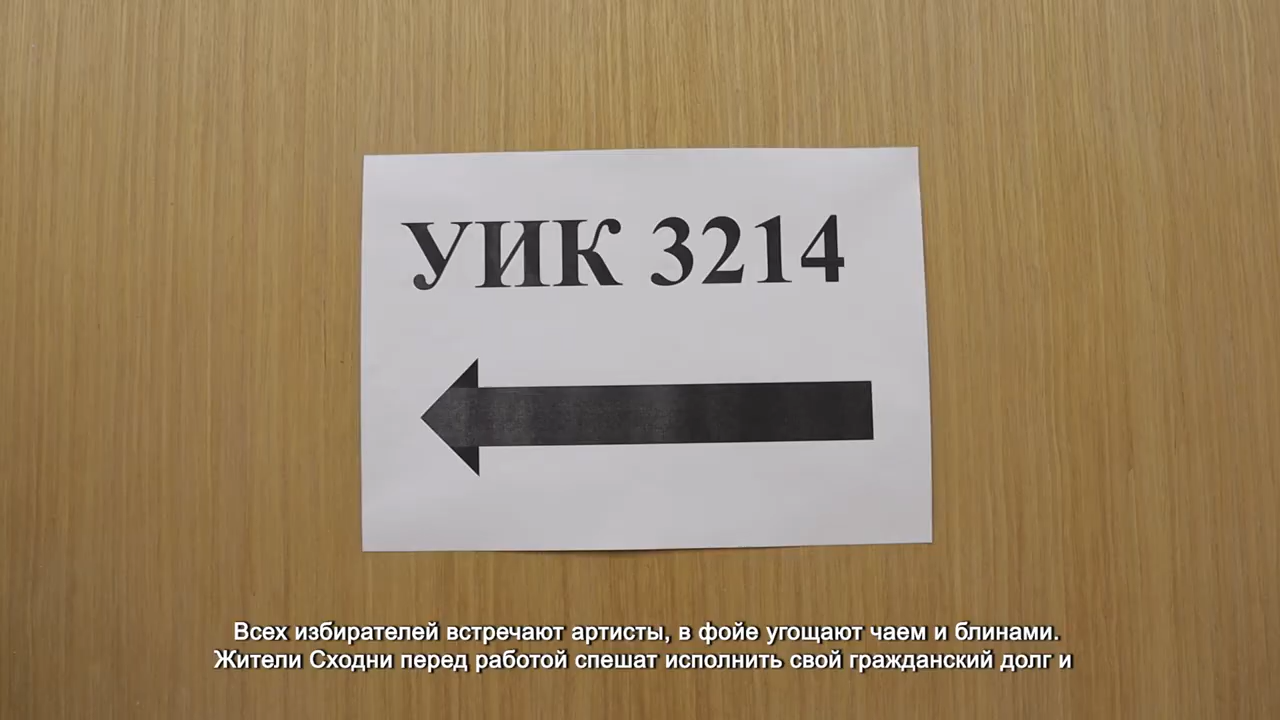 УИК 3214
Всех избирателей встречают артисты, в фойе угощают чаем и блинами.
Жители Сходни перед работой спешат исполнить свой гражданский долг и